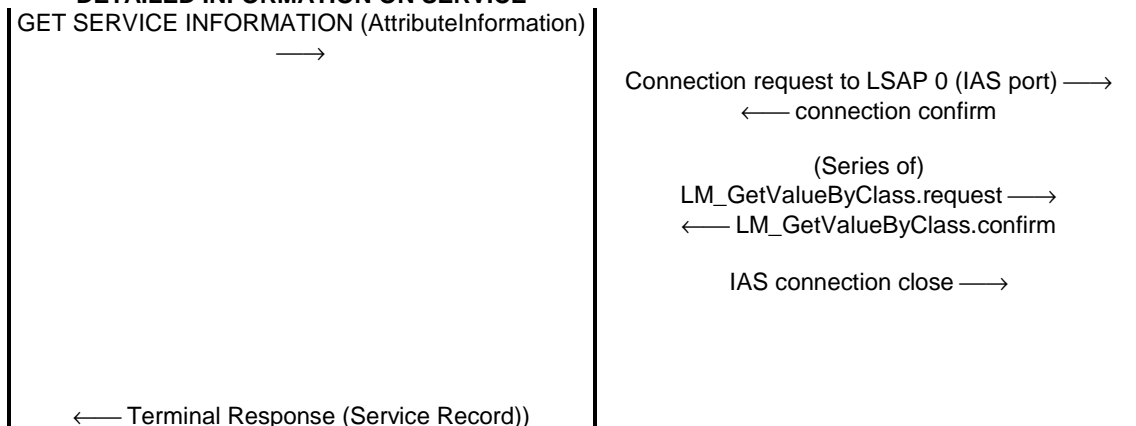 DETAILED INFORMATION ON SERVICE
GET SERVICE INFORMATION (AttributeInformation)
⟶
Connection request to LSAP 0 (IAS port) ⟶
⟵ connection confirm
(Series of)
LM_GetValueByClass.request ⟶
⟵ LM_GetValueByClass.confirm
IAS connection close ⟶
⟵ Terminal Response (Service Record))